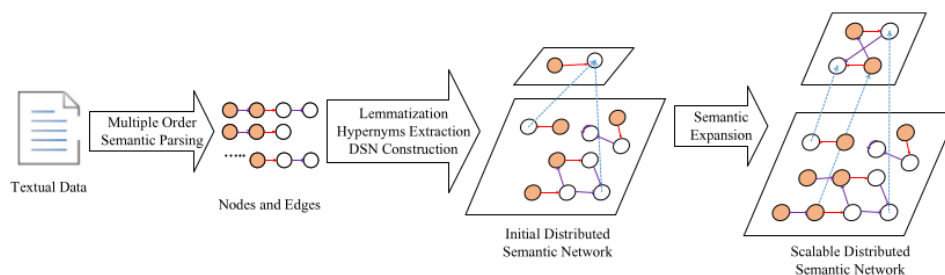 Textual Data
Multiple Order
Semantic Parsing
.....
Nodes and Edges
Lemmatization
Hypernyms Extraction
DSN Construction
Initial Distributed
Semantic Network
Semantic
Expansion
Scalable Distributed
Semantic Network